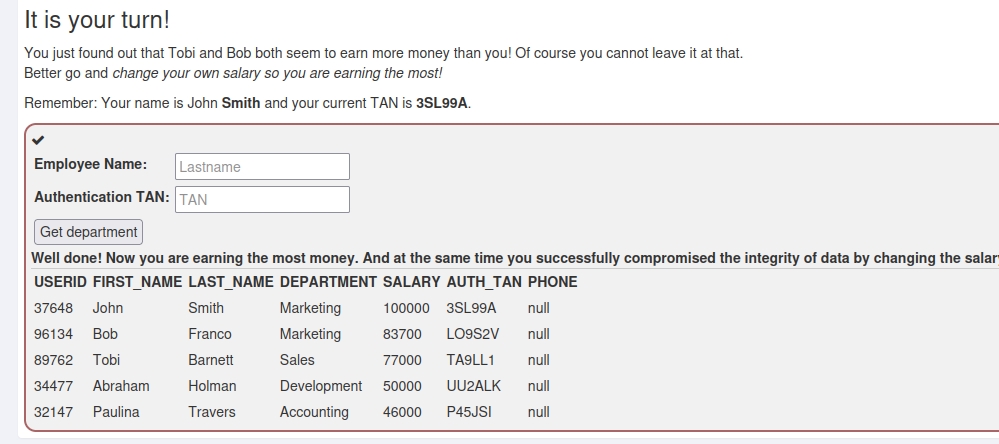 It is your turn!
You just found out that Tobi and Bob both seem to earn more money than you! Of course you cannot leave it at that.
Better go and change your own salary so you are earning the most!
Remember: Your name is John Smith and your current TAN is 3SL99A.
✔
Employee Name: Lastname
Authentication TAN: TAN
Get department
Well done! Now you are earning the most money. And at the same time you successfully compromised the integrity of data by changing the salar
USERID FIRST_NAME LAST_NAME DEPARTMENT SALARY AUTH_TAN PHONE
37648 John Smith Marketing 100000 3SL99A null
96134 Bob Franco Marketing 83700 LO9S2V null
89762 Tobi Barnett Sales 77000 TA9LL1 null
34477 Abraham Holman Development 50000 UU2ALK null
32147 Paulina Travers Accounting 46000 P45JSI null